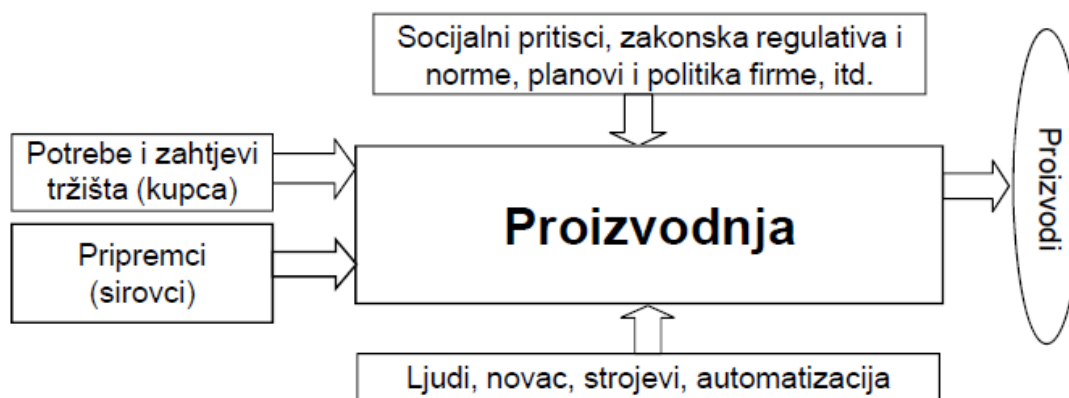 Socijalni pritisci, zakonska regulativa i
norme, planovi i politika firme, itd.
Potrebe i zahtjevi
tržišta (kupca)
Pripremci
(sirovci)
Proizvodnja
Proizvodi
Ljudi, novac, strojevi, automatizacija